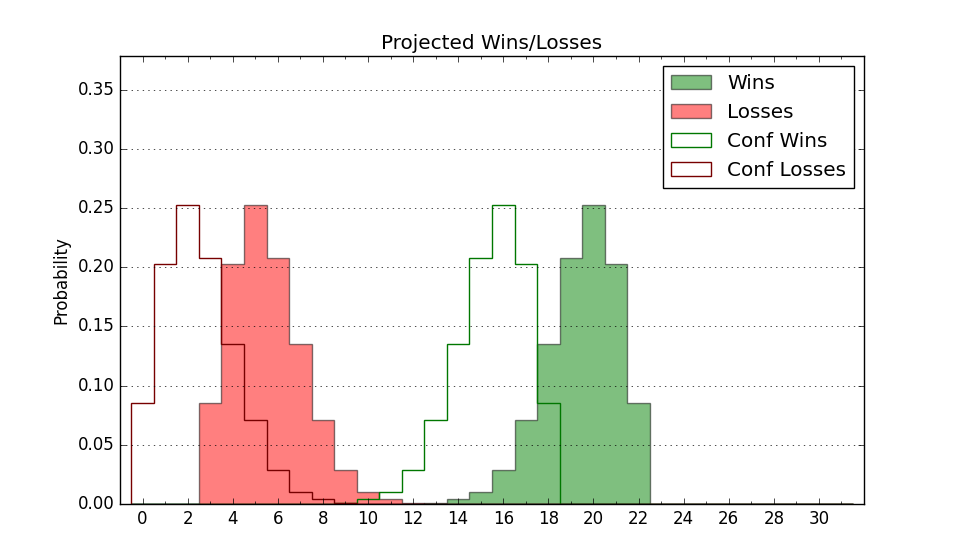 Projected Wins/Losses
Wins
Losses
Conf Wins
Conf Losses
Probability
0.35
0.30
0.25
0.20
0.15
0.10
0.05
0.00
0 2 4 6 8 10 12 14 16 18 20 22 24 26 28 30